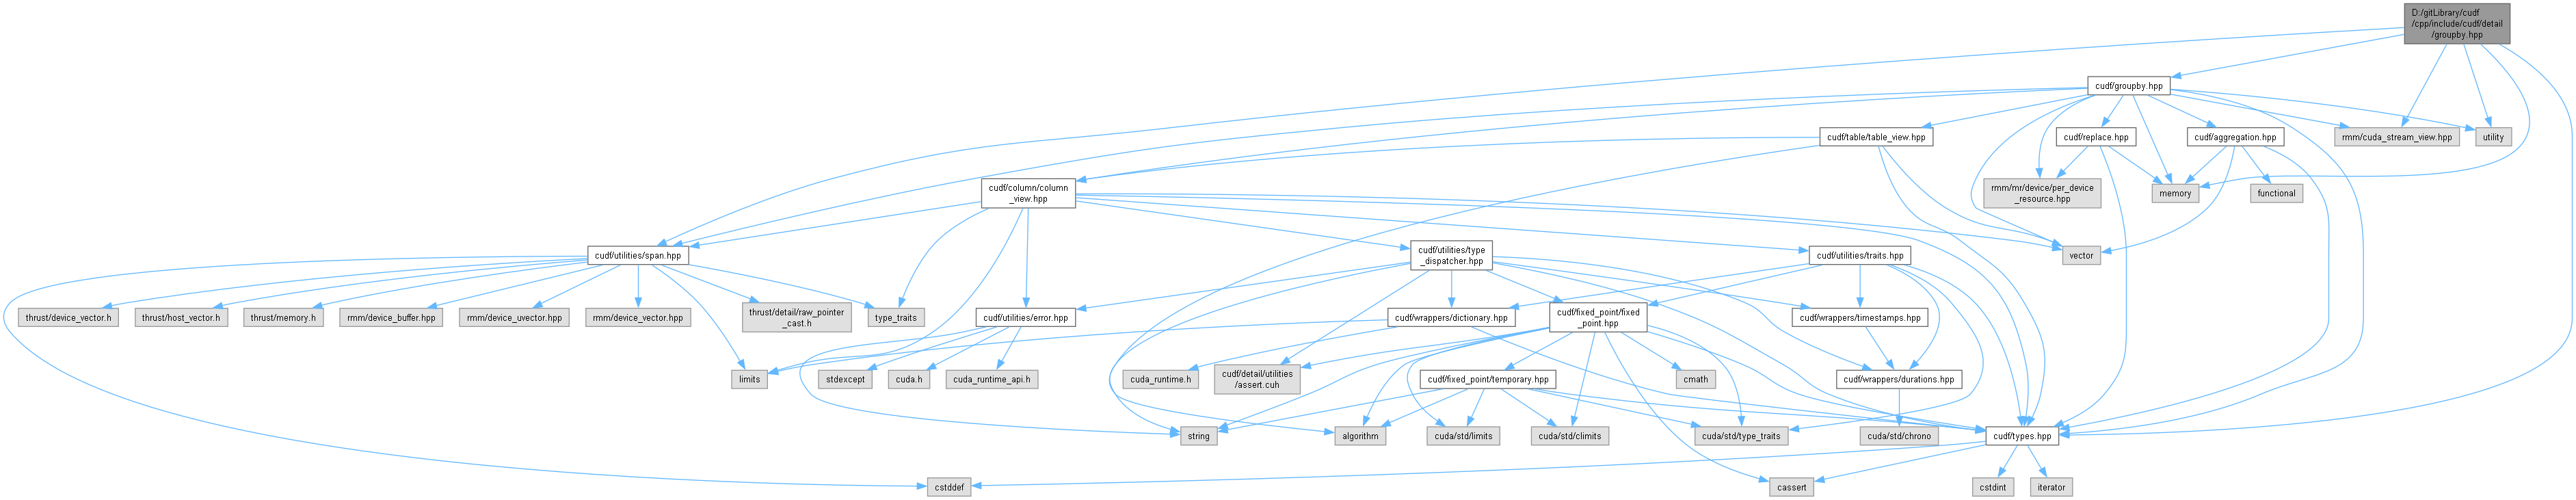 D:/gitLibrary/cudf
/cpp/include/cudf/detail
/groupby.hpp
cudf/groupby.hpp
cudf/table/table_view.hpp
cudf/replace.hpp
cudf/aggregation.hpp
rmm/cuda_stream_view.hpp
utility
cudf/column/column
_view.hpp
rmm/mr/device/per_device
_resource.hpp
memory
functional
cudf/utilities/span.hpp
cudf/utilities/type
_dispatcher.hpp
cudf/utilities/traits.hpp
vector
thrust/device_vector.h
thrust/host_vector.h
thrust/memory.h
rmm/device_buffer.hpp
rmm/device_uvector.hpp
rmm/device_vector.hpp
thrust/detail/raw_pointer
_cast.h
type_traits
cudf/utilities/error.hpp
cudf/wrappers/dictionary.hpp
cudf/fixed_point/fixed
_point.hpp
cudf/wrappers/timestamps.hpp
limits
stdexcept
cuda.h
cuda_runtime_api.h
cuda_runtime.h
cudf/detail/utilities
/assert.cuh
cudf/fixed_point/temporary.hpp
cmath
cudf/wrappers/durations.hpp
string
algorithm
cuda/std/limits
cuda/std/climits
cuda/std/type_traits
cuda/std/chrono
cudf/types.hpp
cstddef
cassert
cstdint
iterator